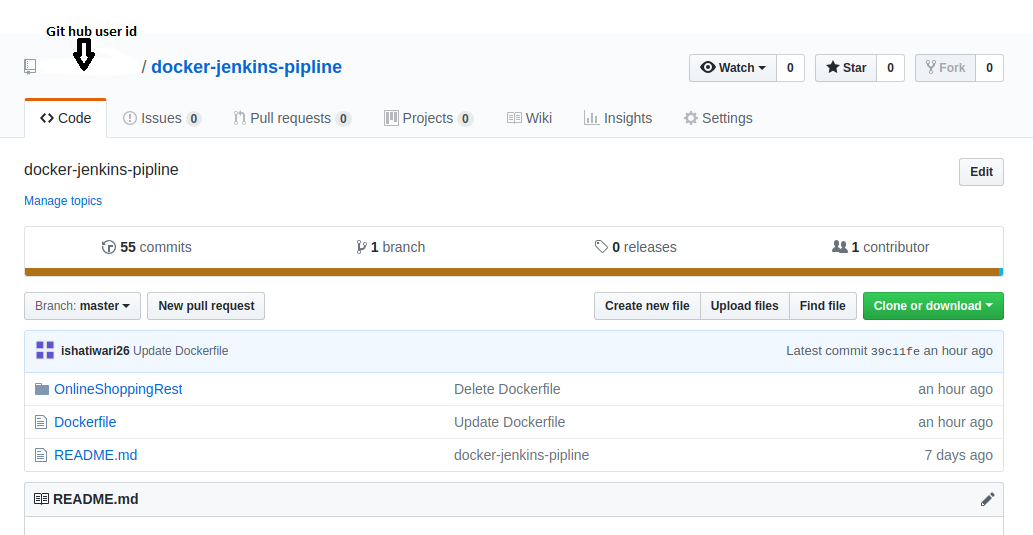 Git hub user id
/ docker-jenkins-pipline
Watch 0 Star 0 Fork 0
Code Issues 0 Pull requests 0 Projects 0 Wiki Insights Settings
docker-jenkins-pipline Edit
Manage topics
55 commits 1 branch 0 releases 1 contributor
Branch: master New pull request Create new file Upload files Find file Clone or download
ishatiwari26 Update Dockerfile Latest commit 39c11fe an hour ago
OnlineShoppingRest Delete Dockerfile an hour ago
Dockerfile Update Dockerfile an hour ago
README.md docker-jenkins-pipline 7 days ago
README.md